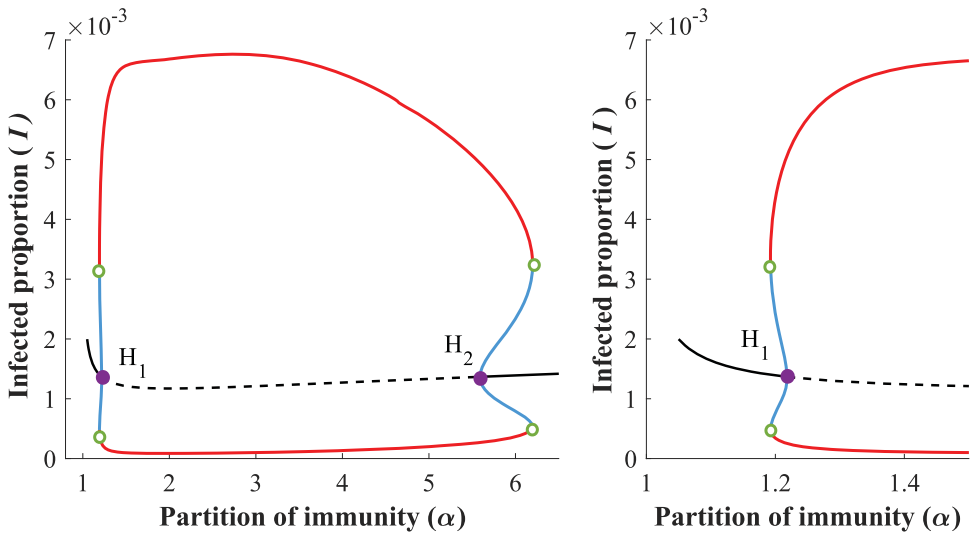 ×10⁻³
7
6
5
4
3
2
1
0
Infected proportion ( I )
H₁
H₂
1 2 3 4 5 6
Partition of immunity (α)
×10⁻³
7
6
5
4
3
2
1
0
Infected proportion ( I )
H₁
1 1.2 1.4
Partition of immunity (α)